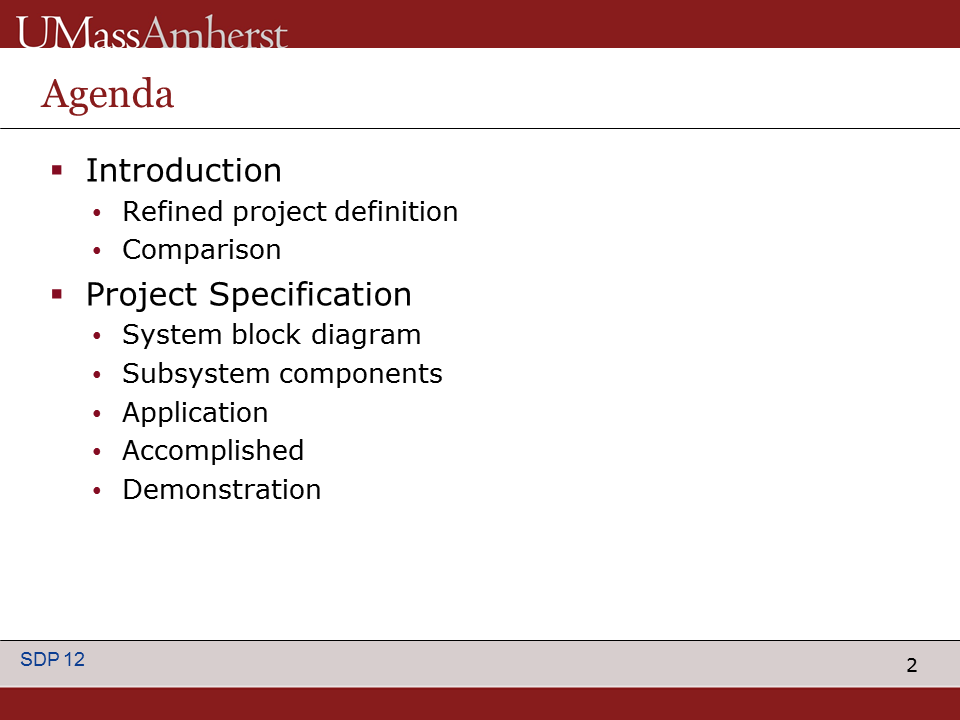 UMassAmherst
Agenda
Introduction
Refined project definition
Comparison
Project Specification
System block diagram
Subsystem components
Application
Accomplished
Demonstration
SDP 12
2